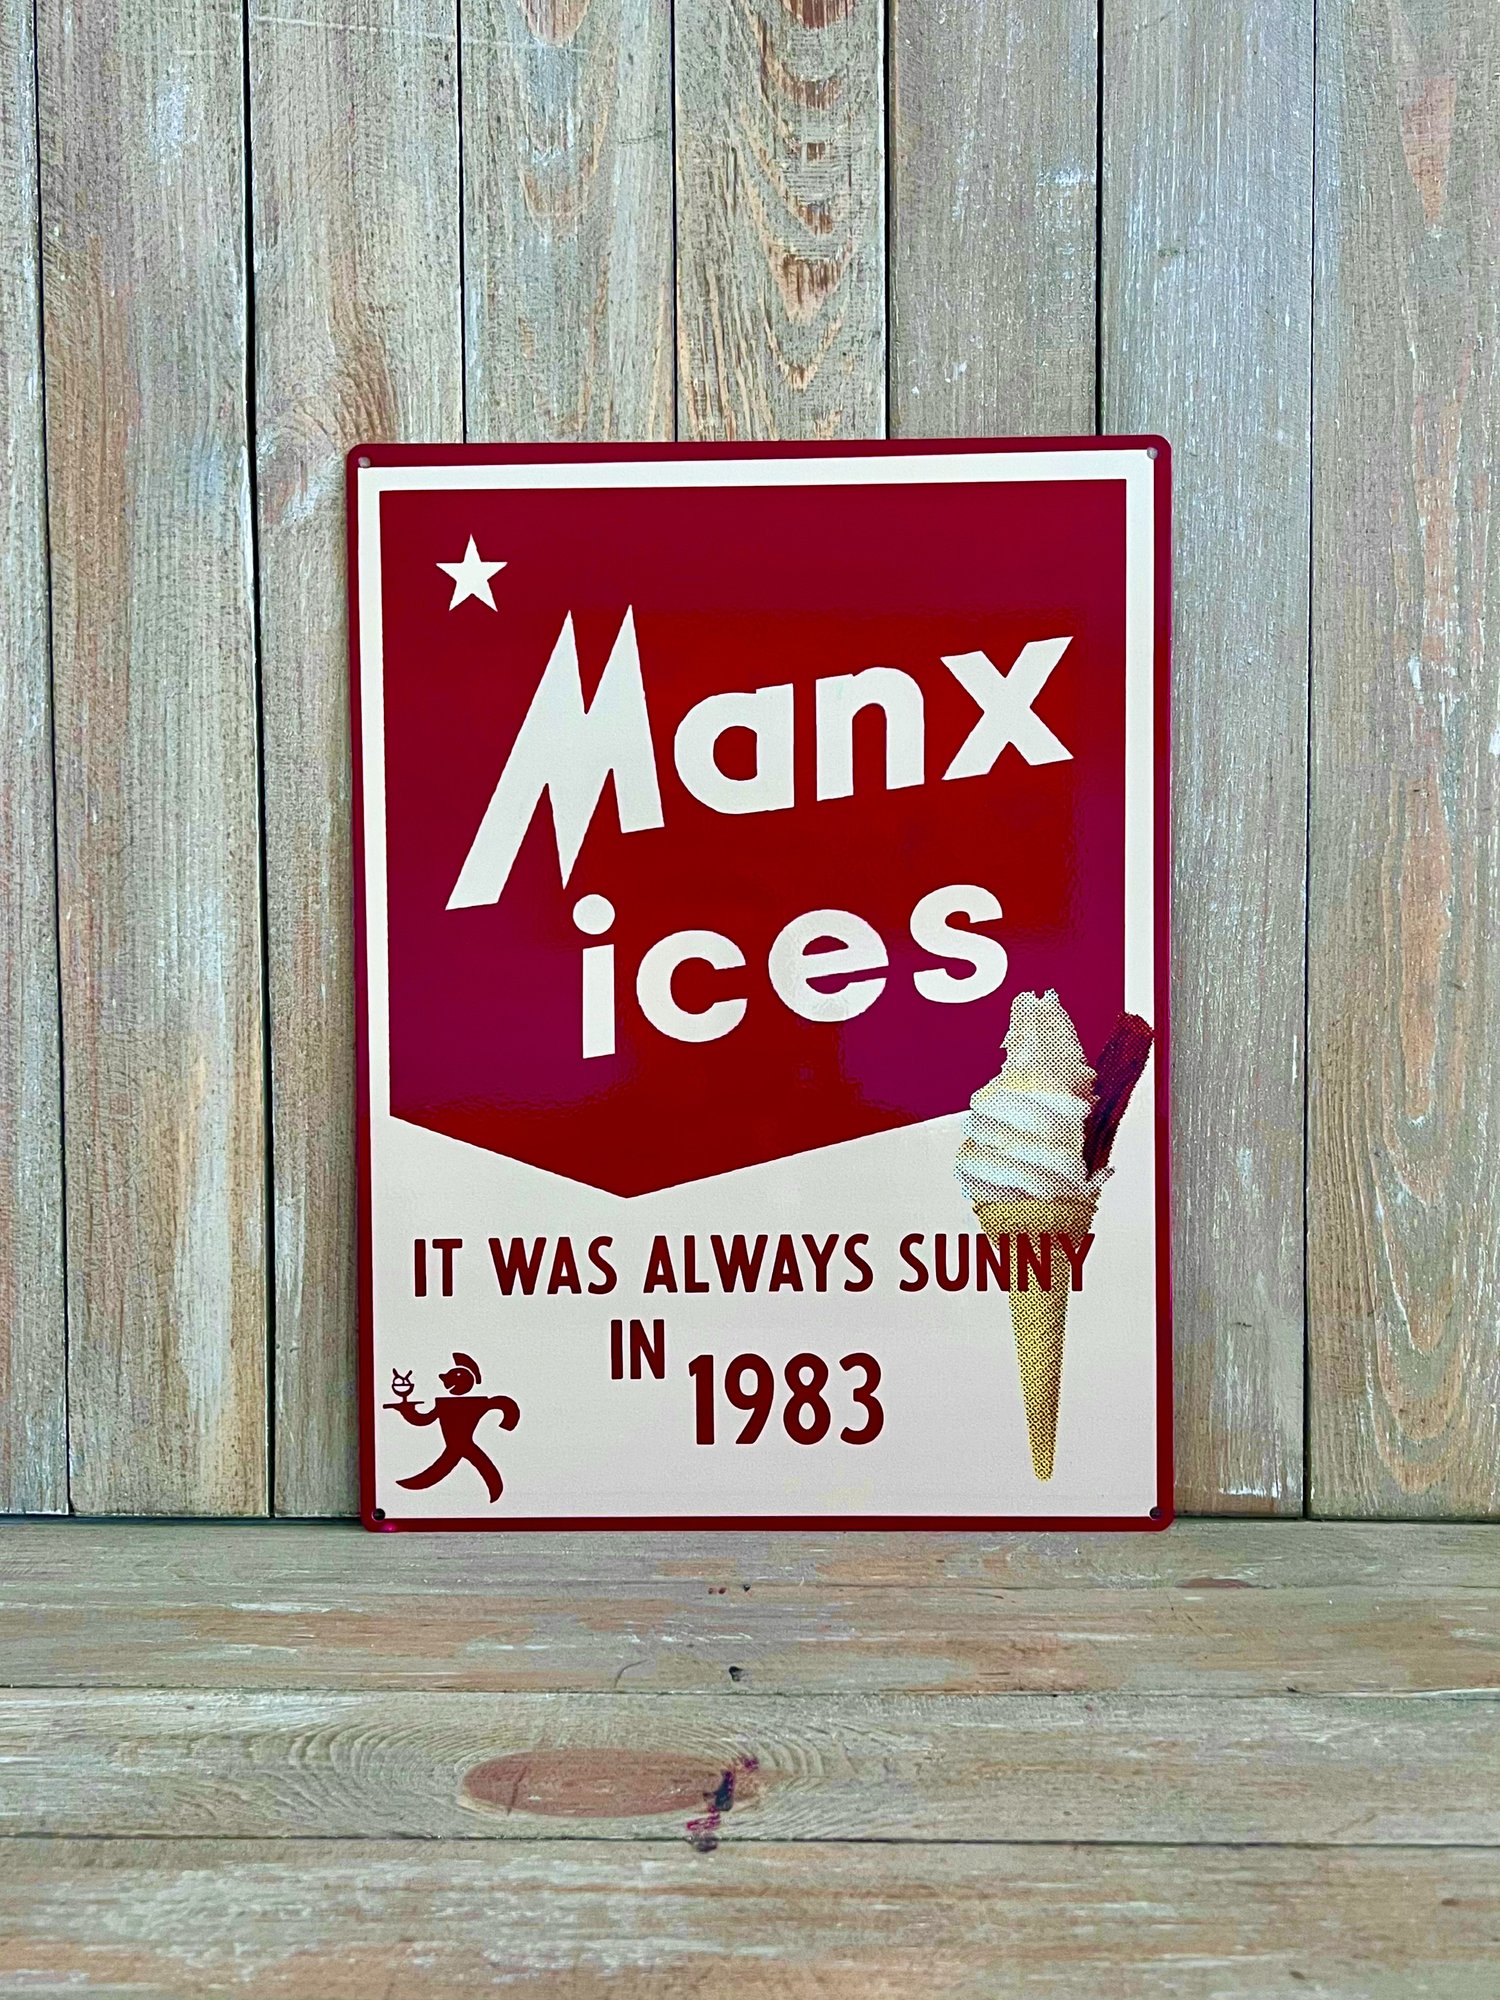 Manx
ices
IT WAS ALWAYS SUNNY
IN 1983